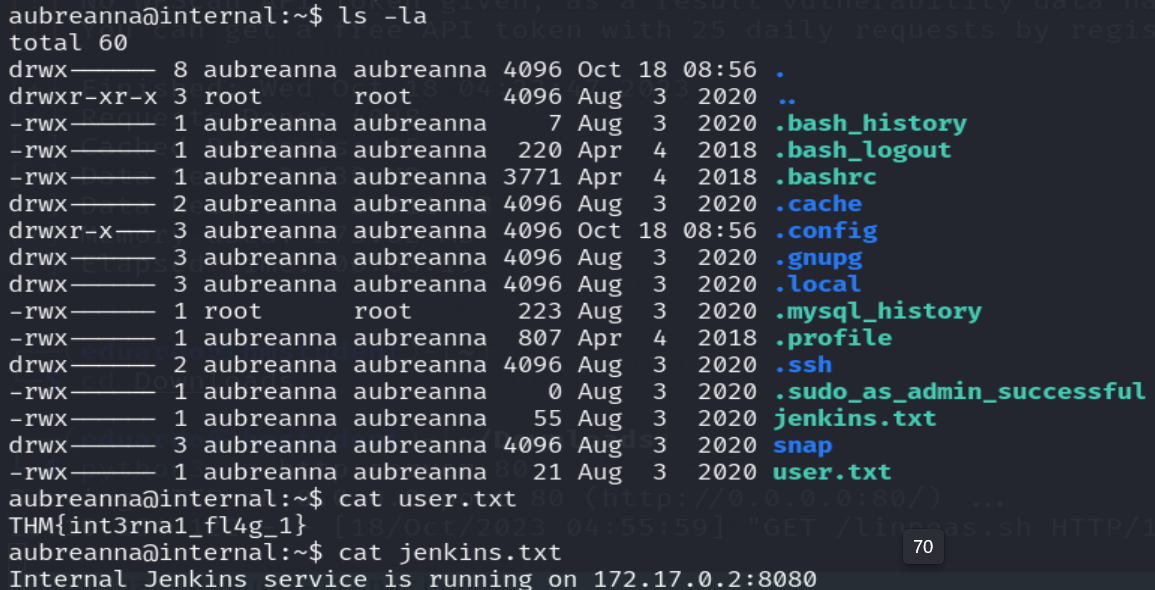 aubreanna@internal:~$ ls -la
total 60
drwx------ 8 aubreanna aubreanna 4096 Oct 18 08:56 .
drwxr-xr-x 3 root      root      4096 Aug  3  2020 ..
-rwx------ 1 aubreanna aubreanna    7 Aug  3  2020 .bash_history
-rwx------ 1 aubreanna aubreanna  220 Apr  4  2018 .bash_logout
-rwx------ 1 aubreanna aubreanna 3771 Apr  4  2018 .bashrc
drwx------ 2 aubreanna aubreanna 4096 Aug  3  2020 .cache
drwxr-x--- 3 aubreanna aubreanna 4096 Oct 18 08:56 .config
drwx------ 3 aubreanna aubreanna 4096 Aug  3  2020 .gnupg
drwx------ 3 aubreanna aubreanna 4096 Aug  3  2020 .local
-rwx------ 1 root      root       223 Aug  3  2020 .mysql_history
-rwx------ 1 aubreanna aubreanna  807 Apr  4  2018 .profile
drwx------ 2 aubreanna aubreanna 4096 Aug  3  2020 .ssh
-rwx------ 1 aubreanna aubreanna    0 Aug  3  2020 .sudo_as_admin_successful
-rwx------ 1 aubreanna aubreanna   55 Aug  3  2020 jenkins.txt
drwx------ 3 aubreanna aubreanna 4096 Aug  3  2020 snap
-rwx------ 1 aubreanna aubreanna   21 Aug  3  2020 user.txt
aubreanna@internal:~$ cat user.txt
THM{int3rna1_fl4g_1}
aubreanna@internal:~$ cat jenkins.txt
70
Internal Jenkins service is running on 172.17.0.2:8080